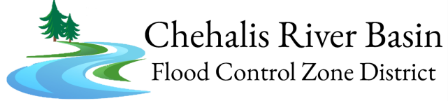 Chehalis River Basin
Flood Control Zone District